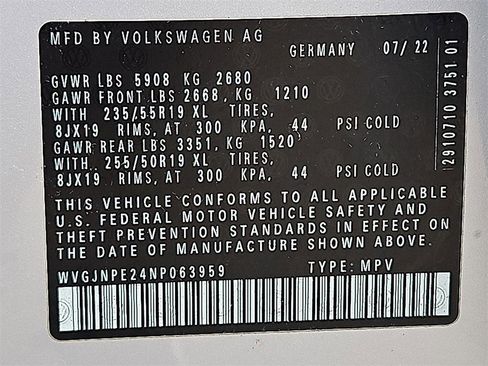 MFD BY VOLKSWAGEN AG
GERMANY 07/ 22
GVWR LBS 5908 KG 2680
GAWR FRONT LBS 2668, KG 1210
WITH 235/55R19 XL TIRES,
8JX19 RIMS, AT 300 KPA, 44 PSI COLD
GAWR REAR LBS 3351, KG 1520
WITH 255/50R19 XL TIRES,
8JX19 RIMS, AT 300 KPA, 44 PSI COLD
THIS VEHICLE CONFORMS TO ALL APPLICABLE
U.S. FEDERAL MOTOR VEHICLE SAFETY AND
THEFT PREVENTION STANDARDS IN EFFECT ON
THE DATE OF MANUFACTURE SHOWN ABOVE.
WVGJNPE24NP063959 TYPE: MPV
2910710 3751 01